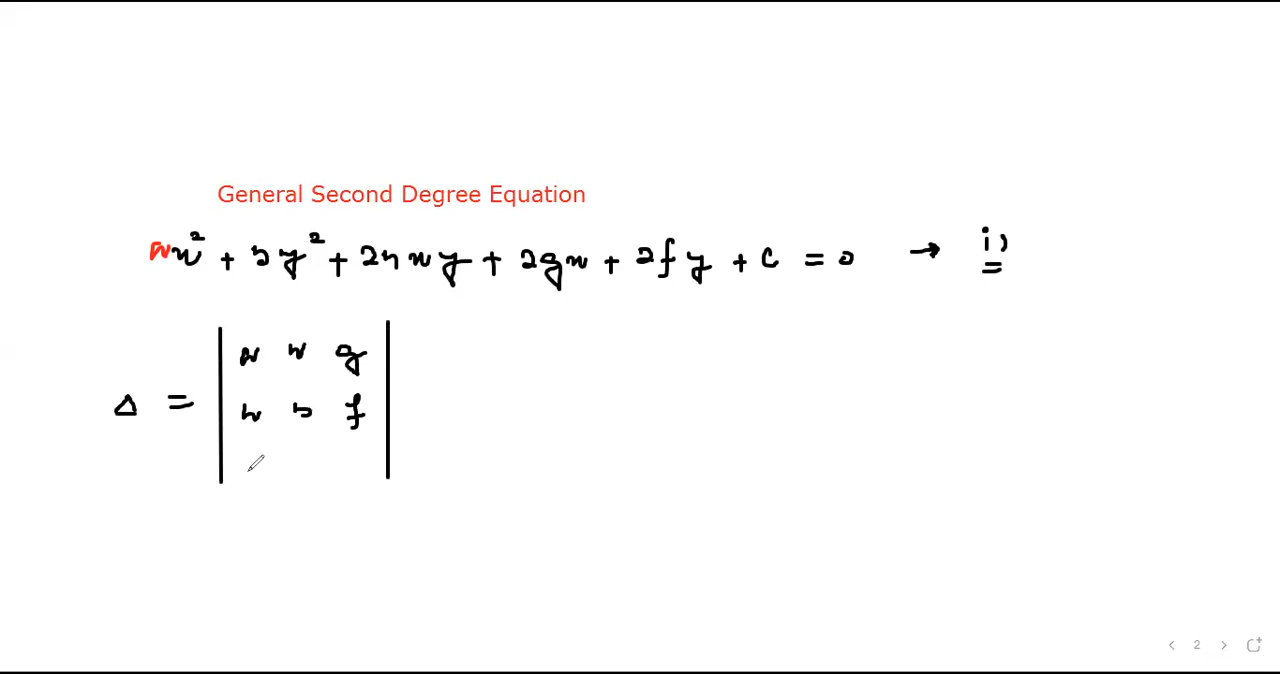 General Second Degree Equation
ax² + by² + 2hxy + 2gx + 2fy + c = 0 → i)
a h g
Δ = h b f
2